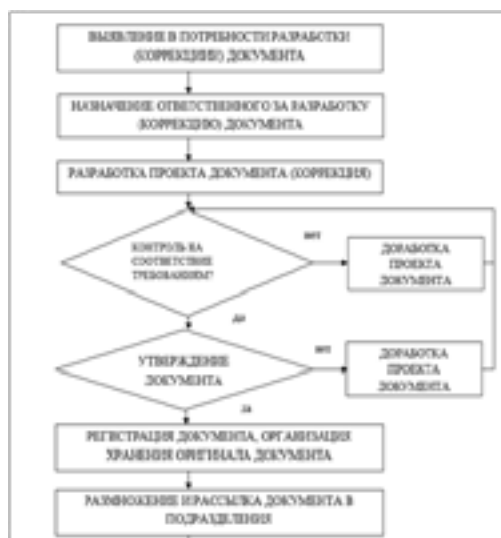 ВЫЯВЛЕНИЕ В ПОТРЕБНОСТИ РАЗРАБОТКИ
(КОРРЕКЦИИИ) ДОКУМЕНТА
НАЗНАЧЕНИЕ ОТВЕТСТВЕННОГО ЗА РАЗРАБОТКУ
(КОРРЕКЦИЮ) ДОКУМЕНТА
РАЗРАБОТКА ПРОЕКТА ДОКУМЕНТА (КОРРЕКЦИЯ)
КОНТРОЛЬ НА
СООТВЕТСТВИЕ
ТРЕБОВАНИЯМ?
нет
ДОРАБОТКА
ПРОЕКТА
ДОКУМЕНТА
да
УТВЕРЖДЕНИЕ
ДОКУМЕНТА
нет
ДОРАБОТКА
ПРОЕКТА
ДОКУМЕНТА
да
РЕГИСТРАЦИЯ ДОКУМЕНТА, ОРГАНИЗАЦИЯ
ХРАНЕНИЯ ОРИГИНАЛА ДОКУМЕНТА
РАЗМНОЖЕНИЕ И РАССЫЛКА ДОКУМЕНТА В
ПОДРАЗДЕЛЕНИЯ